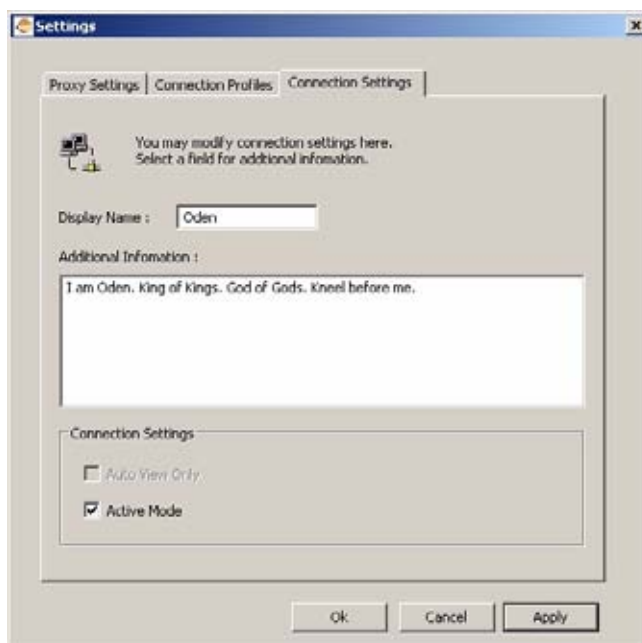 Settings
Proxy Settings Connection Profiles Connection Settings
You may modify connection settings here.
Select a field for addtional infomation.
Display Name : Oden
Additional Infomation :
I am Oden. King of Kings. God of Gods. Kneel before me.
Connection Settings
Auto View Only
Active Mode
Ok Cancel Apply